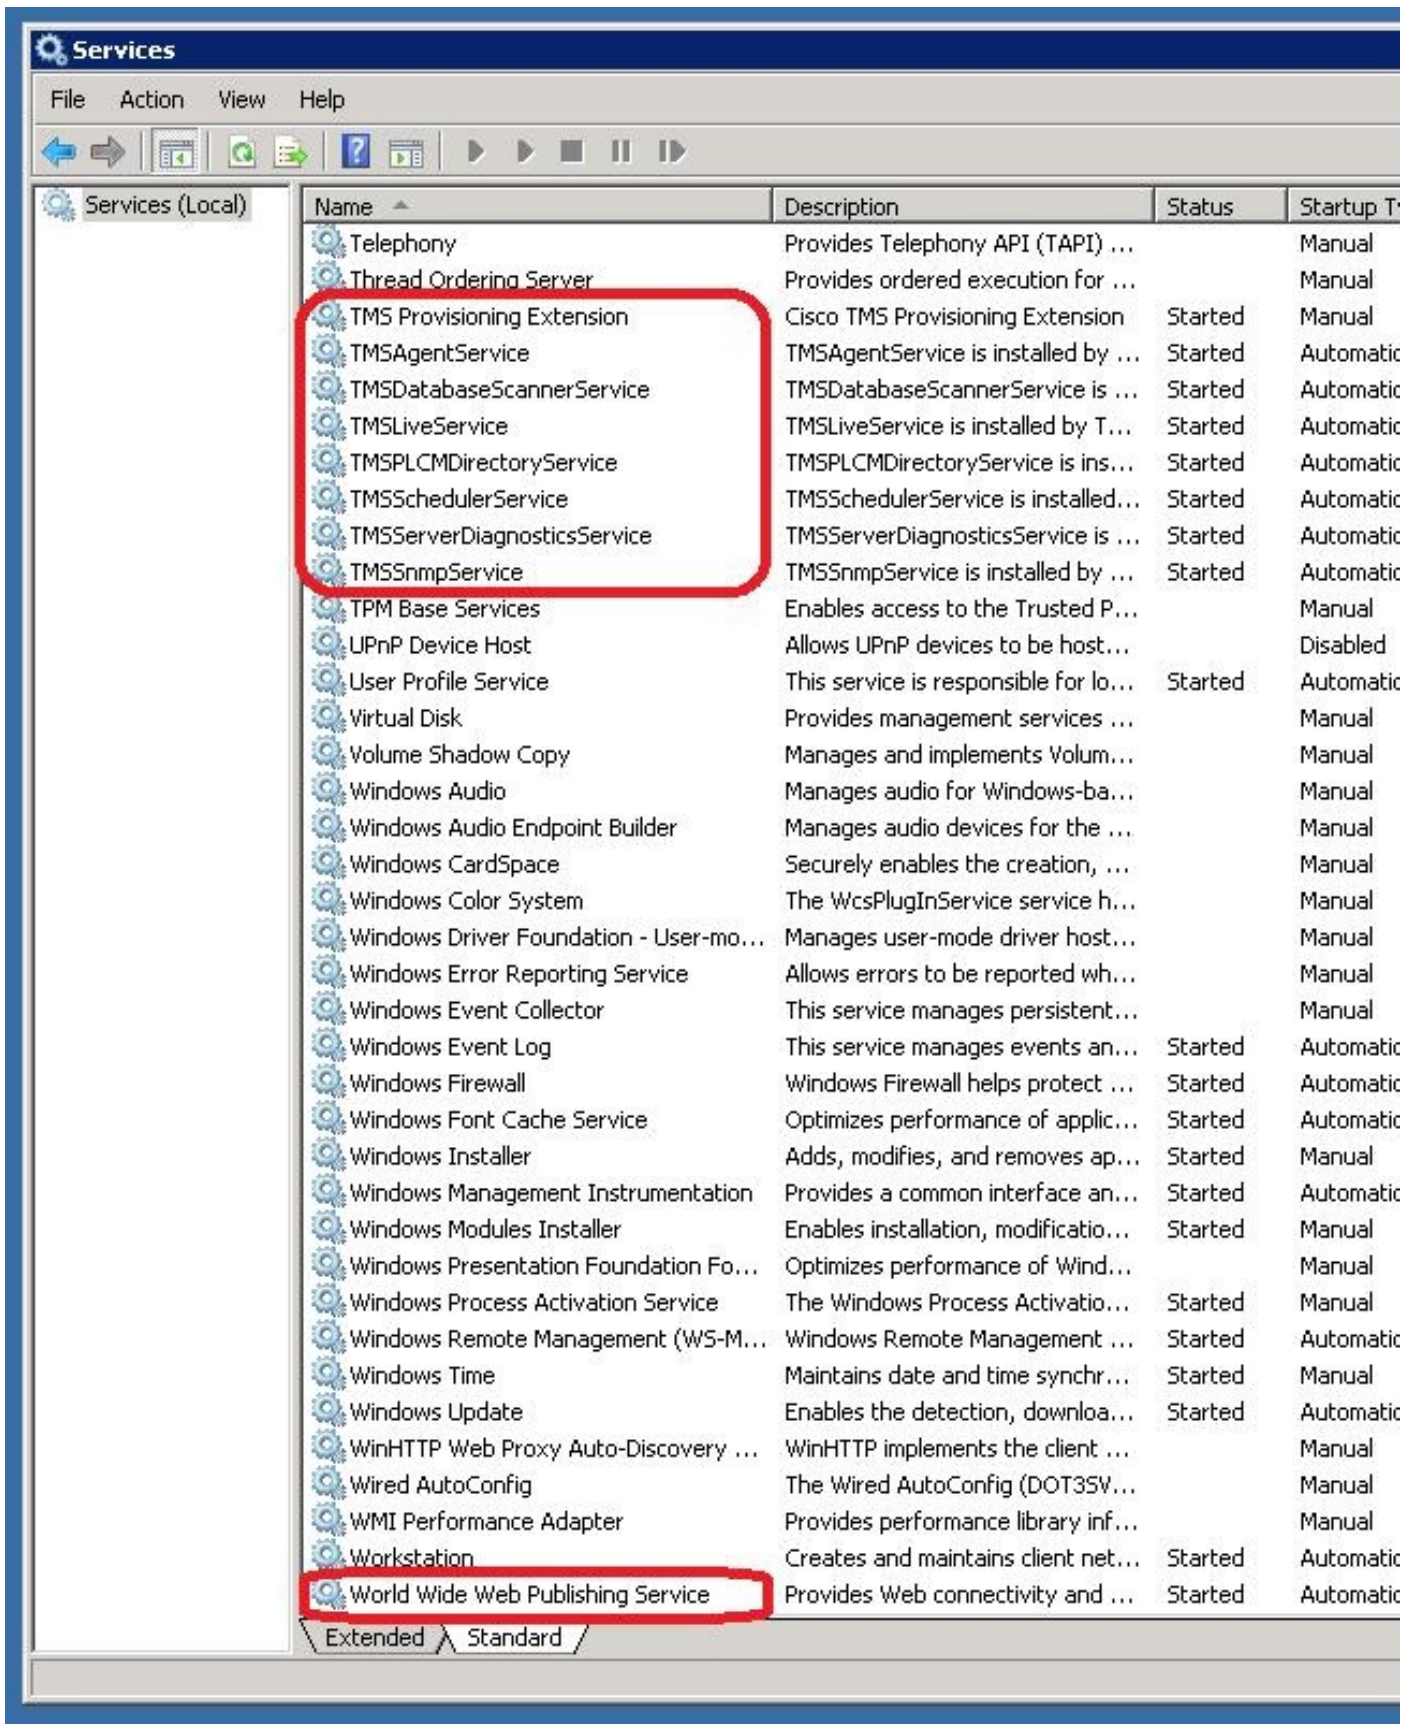 Services
File Action View Help
Services (Local)
Name Description Status Startup T
Telephony Provides Telephony API (TAPI) ... Manual
Thread Ordering Server Provides ordered execution for ... Manual
TMS Provisioning Extension Cisco TMS Provisioning Extension Started Manual
TMSAgentService TMSAgentService is installed by ... Started Automatic
TMSDatabaseScannerService TMSDatabaseScannerService is ... Started Automatic
TMSLiveService TMSLiveService is installed by T... Started Automatic
TMSPLCMDirectoryService TMSPLCMDirectoryService is ins... Started Automatic
TMSSchedulerService TMSSchedulerService is installed... Started Automatic
TMSServerDiagnosticsService TMSServerDiagnosticsService is ... Started Automatic
TMSSnmpService TMSSnmpService is installed by ... Started Automatic
TPM Base Services Enables access to the Trusted P... Manual
UPnP Device Host Allows UPnP devices to be host... Disabled
User Profile Service This service is responsible for lo... Started Automatic
Virtual Disk Provides management services ... Manual
Volume Shadow Copy Manages and implements Volum... Manual
Windows Audio Manages audio for Windows-ba... Manual
Windows Audio Endpoint Builder Manages audio devices for the ... Manual
Windows CardSpace Securely enables the creation, ... Manual
Windows Color System The WcsPlugInService service h... Manual
Windows Driver Foundation - User-mo... Manages user-mode driver host... Manual
Windows Error Reporting Service Allows errors to be reported wh... Manual
Windows Event Collector This service manages persistent... Manual
Windows Event Log This service manages events an... Started Automatic
Windows Firewall Windows Firewall helps protect ... Started Automatic
Windows Font Cache Service Optimizes performance of applic... Started Automatic
Windows Installer Adds, modifies, and removes ap... Started Manual
Windows Management Instrumentation Provides a common interface an... Started Automatic
Windows Modules Installer Enables installation, modificatio... Started Manual
Windows Presentation Foundation Fo... Optimizes performance of Wind... Manual
Windows Process Activation Service The Windows Process Activatio... Started Manual
Windows Remote Management (WS-M... Windows Remote Management ... Started Automatic
Windows Time Maintains date and time synchr... Started Manual
Windows Update Enables the detection, downloa... Started Automatic
WinHTTP Web Proxy Auto-Discovery ... WinHTTP implements the client ... Manual
Wired AutoConfig The Wired AutoConfig (DOT3SV... Manual
WMI Performance Adapter Provides performance library inf... Manual
Workstation Creates and maintains client net... Started Automatic
World Wide Web Publishing Service Provides Web connectivity and ... Started Automatic
Extended Standard